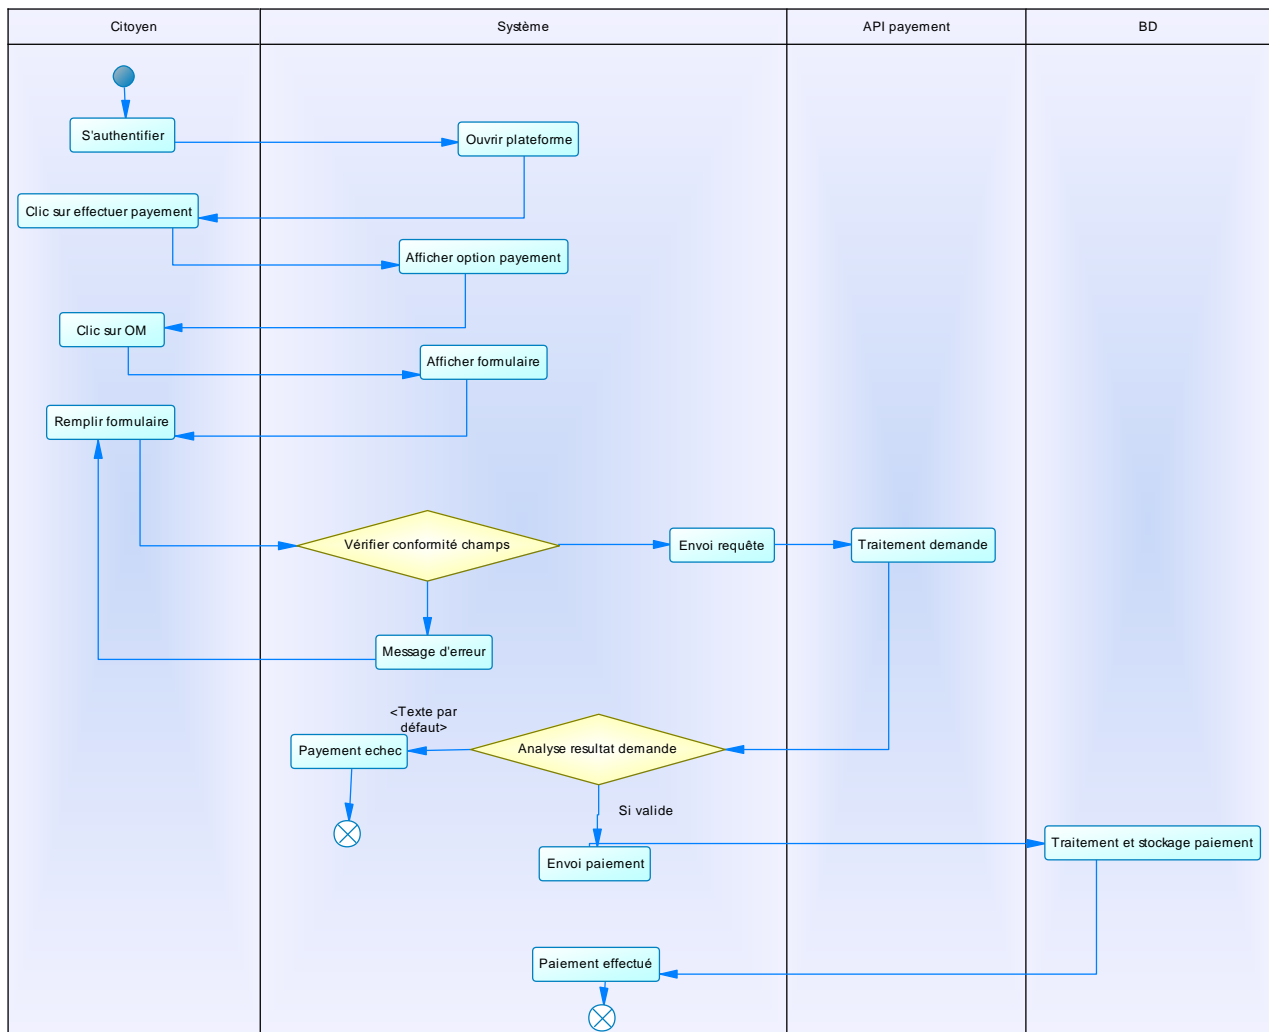 Citoyen
Système
API payement
BD
S'authentifier
Ouvrir plateforme
Clic sur effectuer payement
Afficher option payement
Clic sur OM
Afficher formulaire
Remplir formulaire
Vérifier conformité champs
Envoi requête
Traitement demande
Message d'erreur
<Texte par
défaut>
Analyse resultat demande
Payement echec
Si valide
Envoi paiement
Traitement et stockage paiement
Paiement effectué